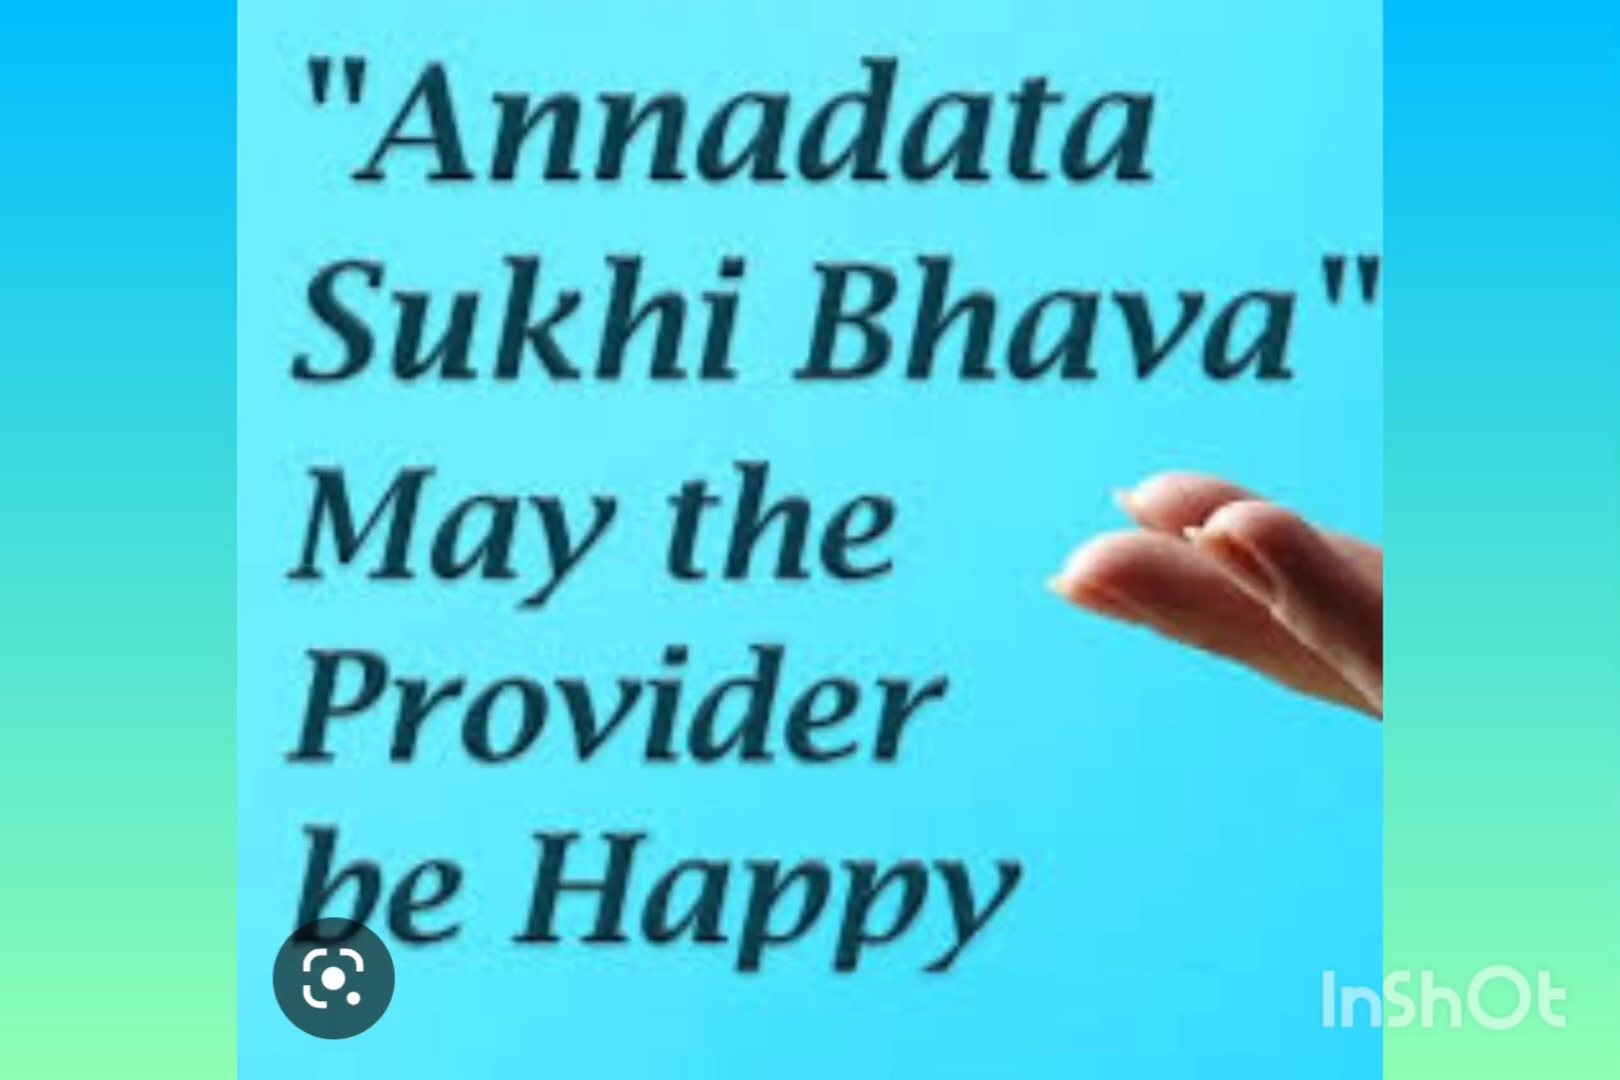 "Annadata
Sukhi Bhava"
May the
Provider
be Happy
InShOt